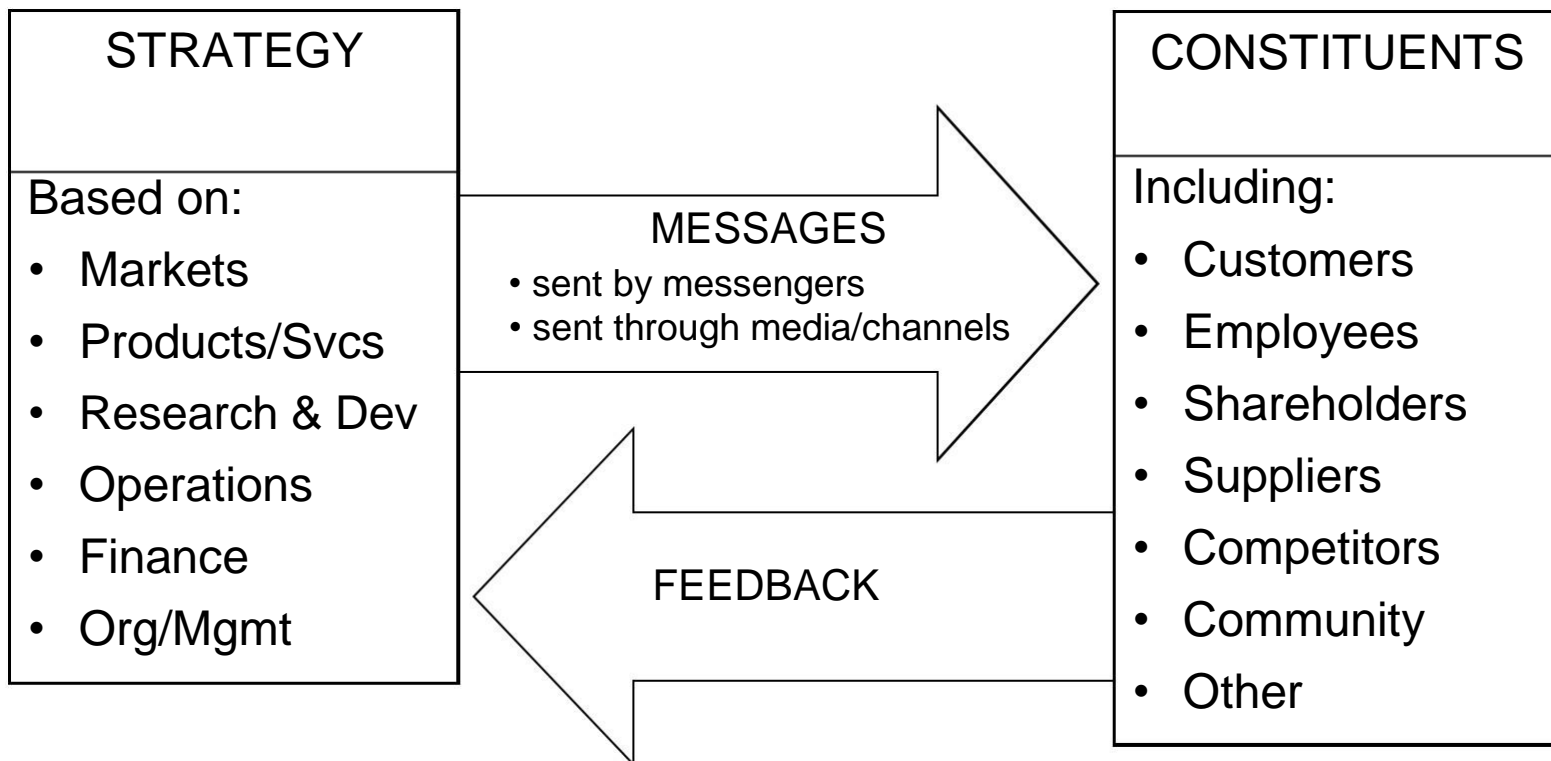 STRATEGY
Based on:
• Markets
• Products/Svcs
• Research & Dev
• Operations
• Finance
• Org/Mgmt
MESSAGES
• sent by messengers
• sent through media/channels
FEEDBACK
CONSTITUENTS
Including:
• Customers
• Employees
• Shareholders
• Suppliers
• Competitors
• Community
• Other